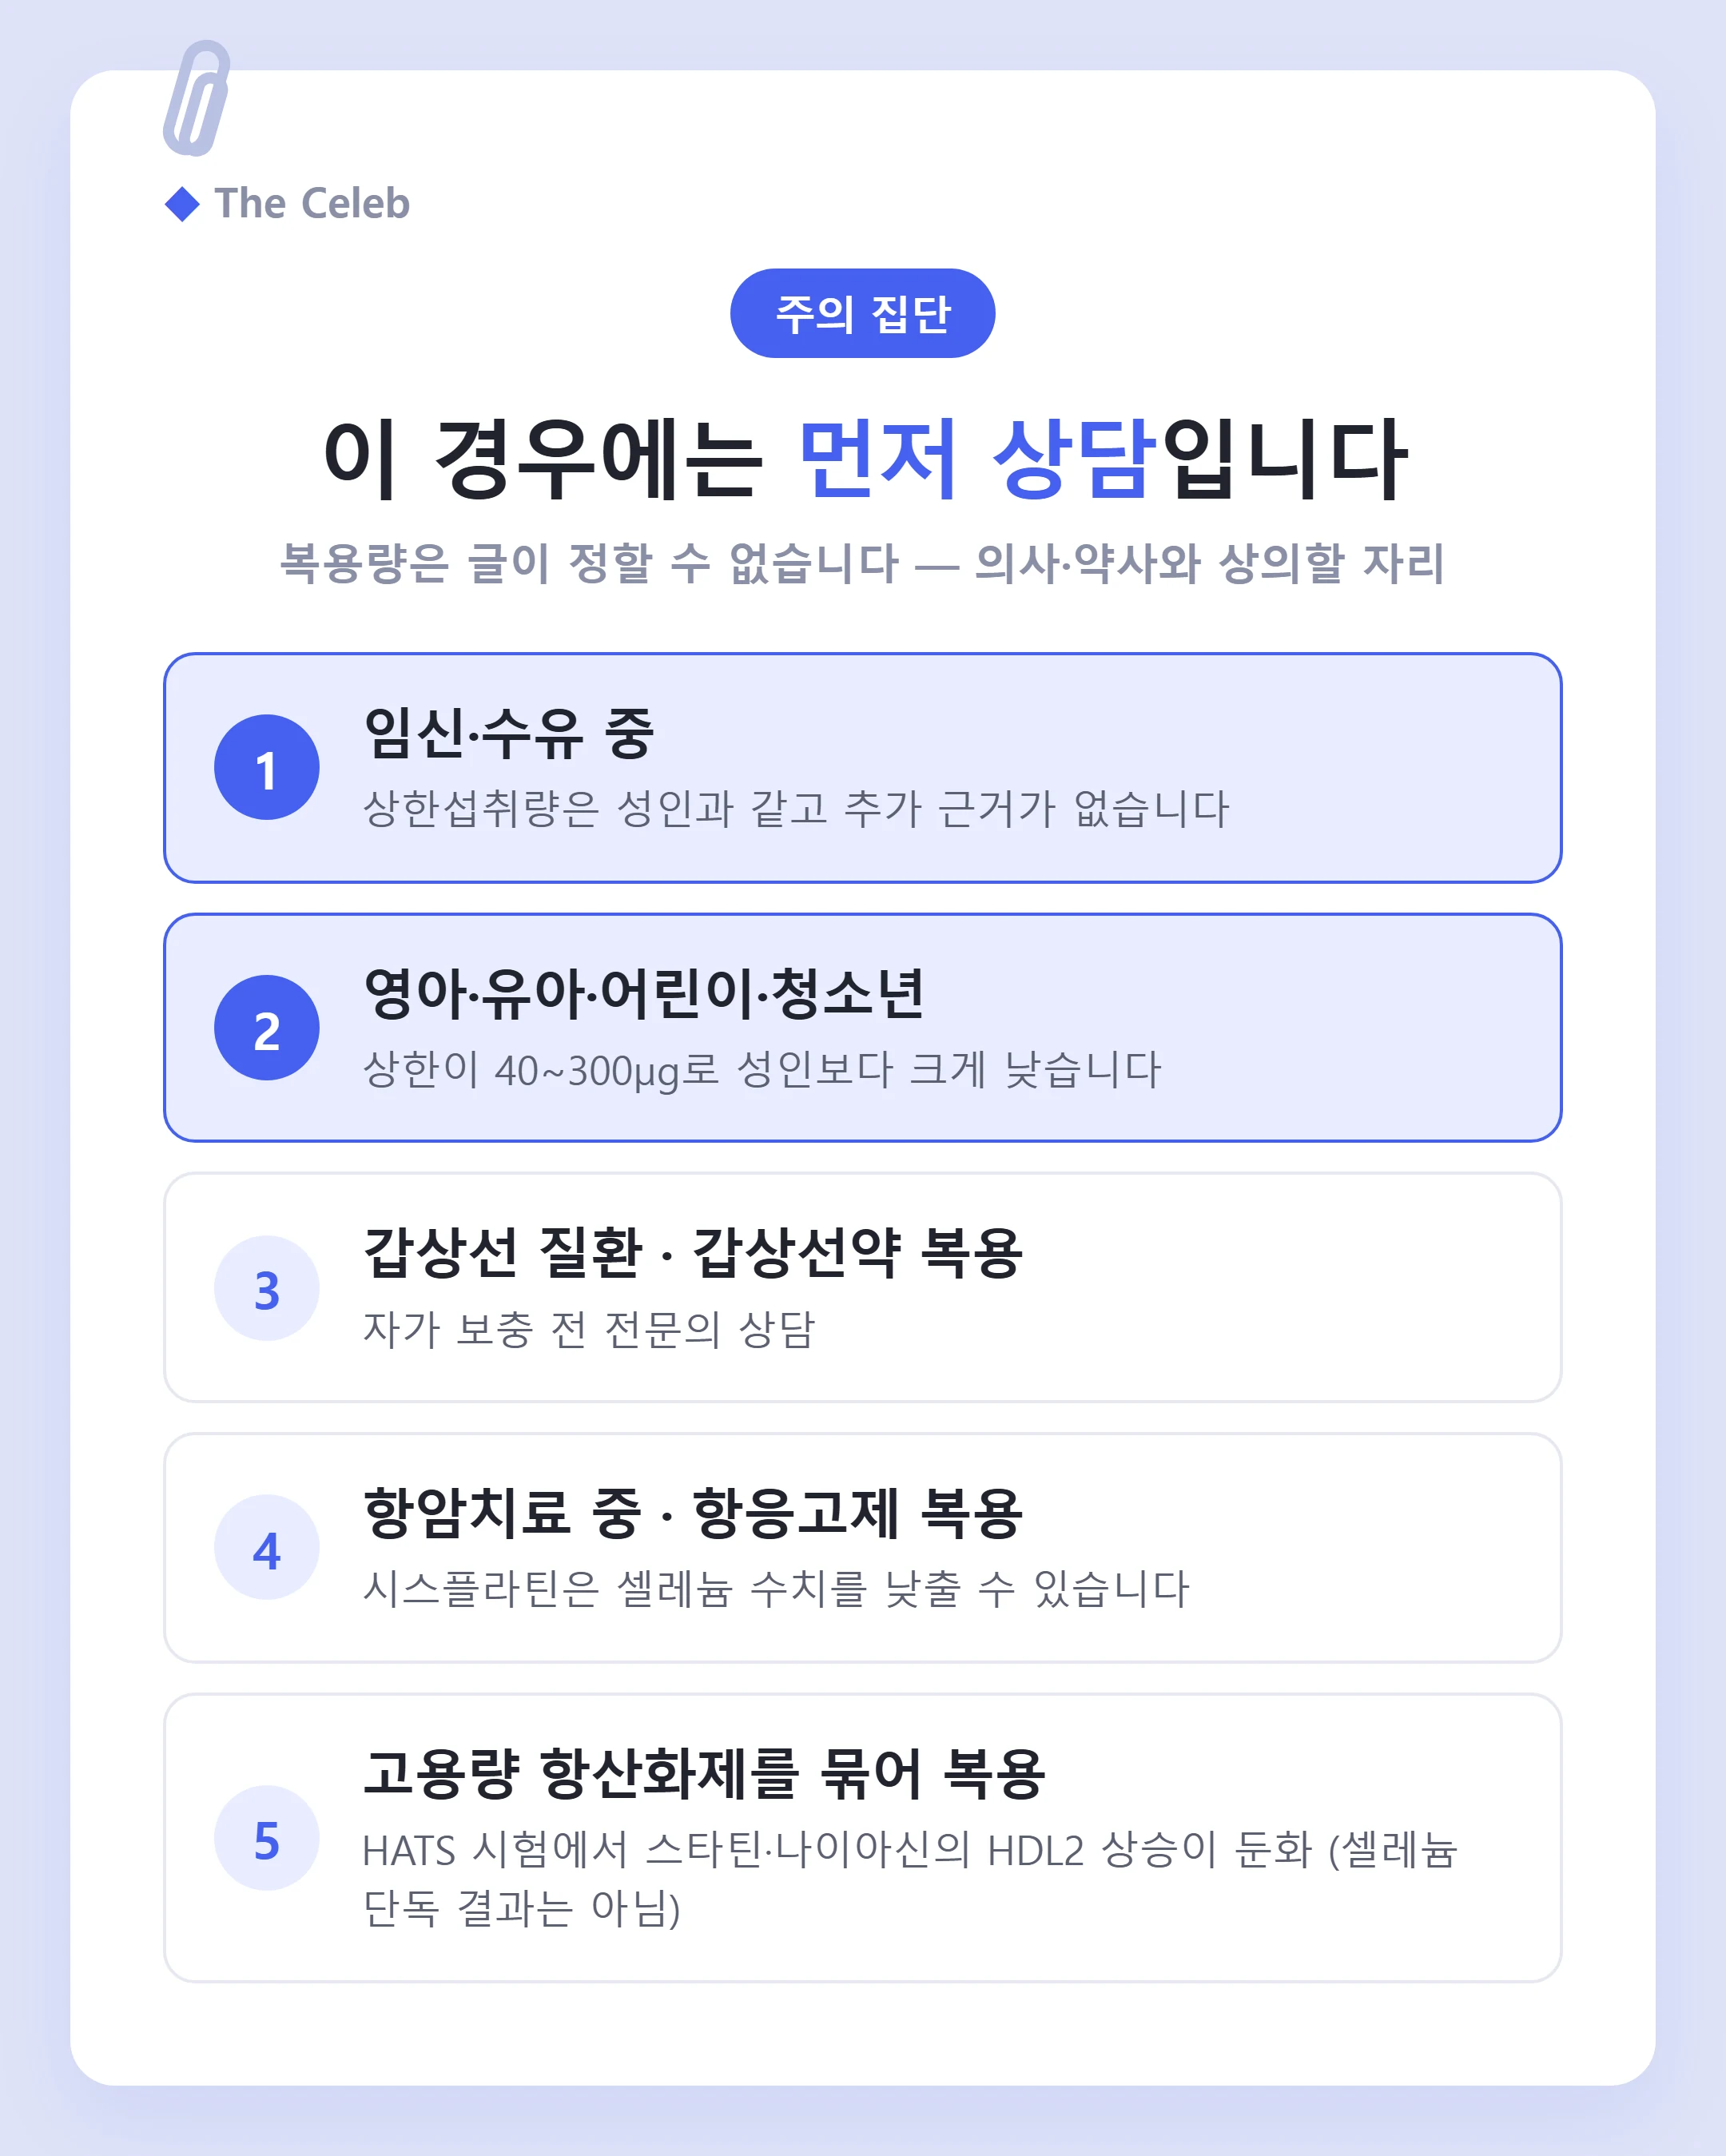 The Celeb
주의 집단
이 경우에는 먼저 상담입니다
복용량은 글이 정할 수 없습니다 — 의사·약사와 상의할 자리
1
임신·수유 중
상한섭취량은 성인과 같고 추가 근거가 없습니다
2
영아·유아·어린이·청소년
상한이 40~300µg로 성인보다 크게 낮습니다
3
갑상선 질환 · 갑상선약 복용
자가 보충 전 전문의 상담
4
항암치료 중 · 항응고제 복용
시스플라틴은 셀레늄 수치를 낮출 수 있습니다
5
고용량 항산화제를 묶어 복용
HATS 시험에서 스타틴·나이아신의 HDL2 상승이 둔화 (셀레늄
단독 결과는 아님)